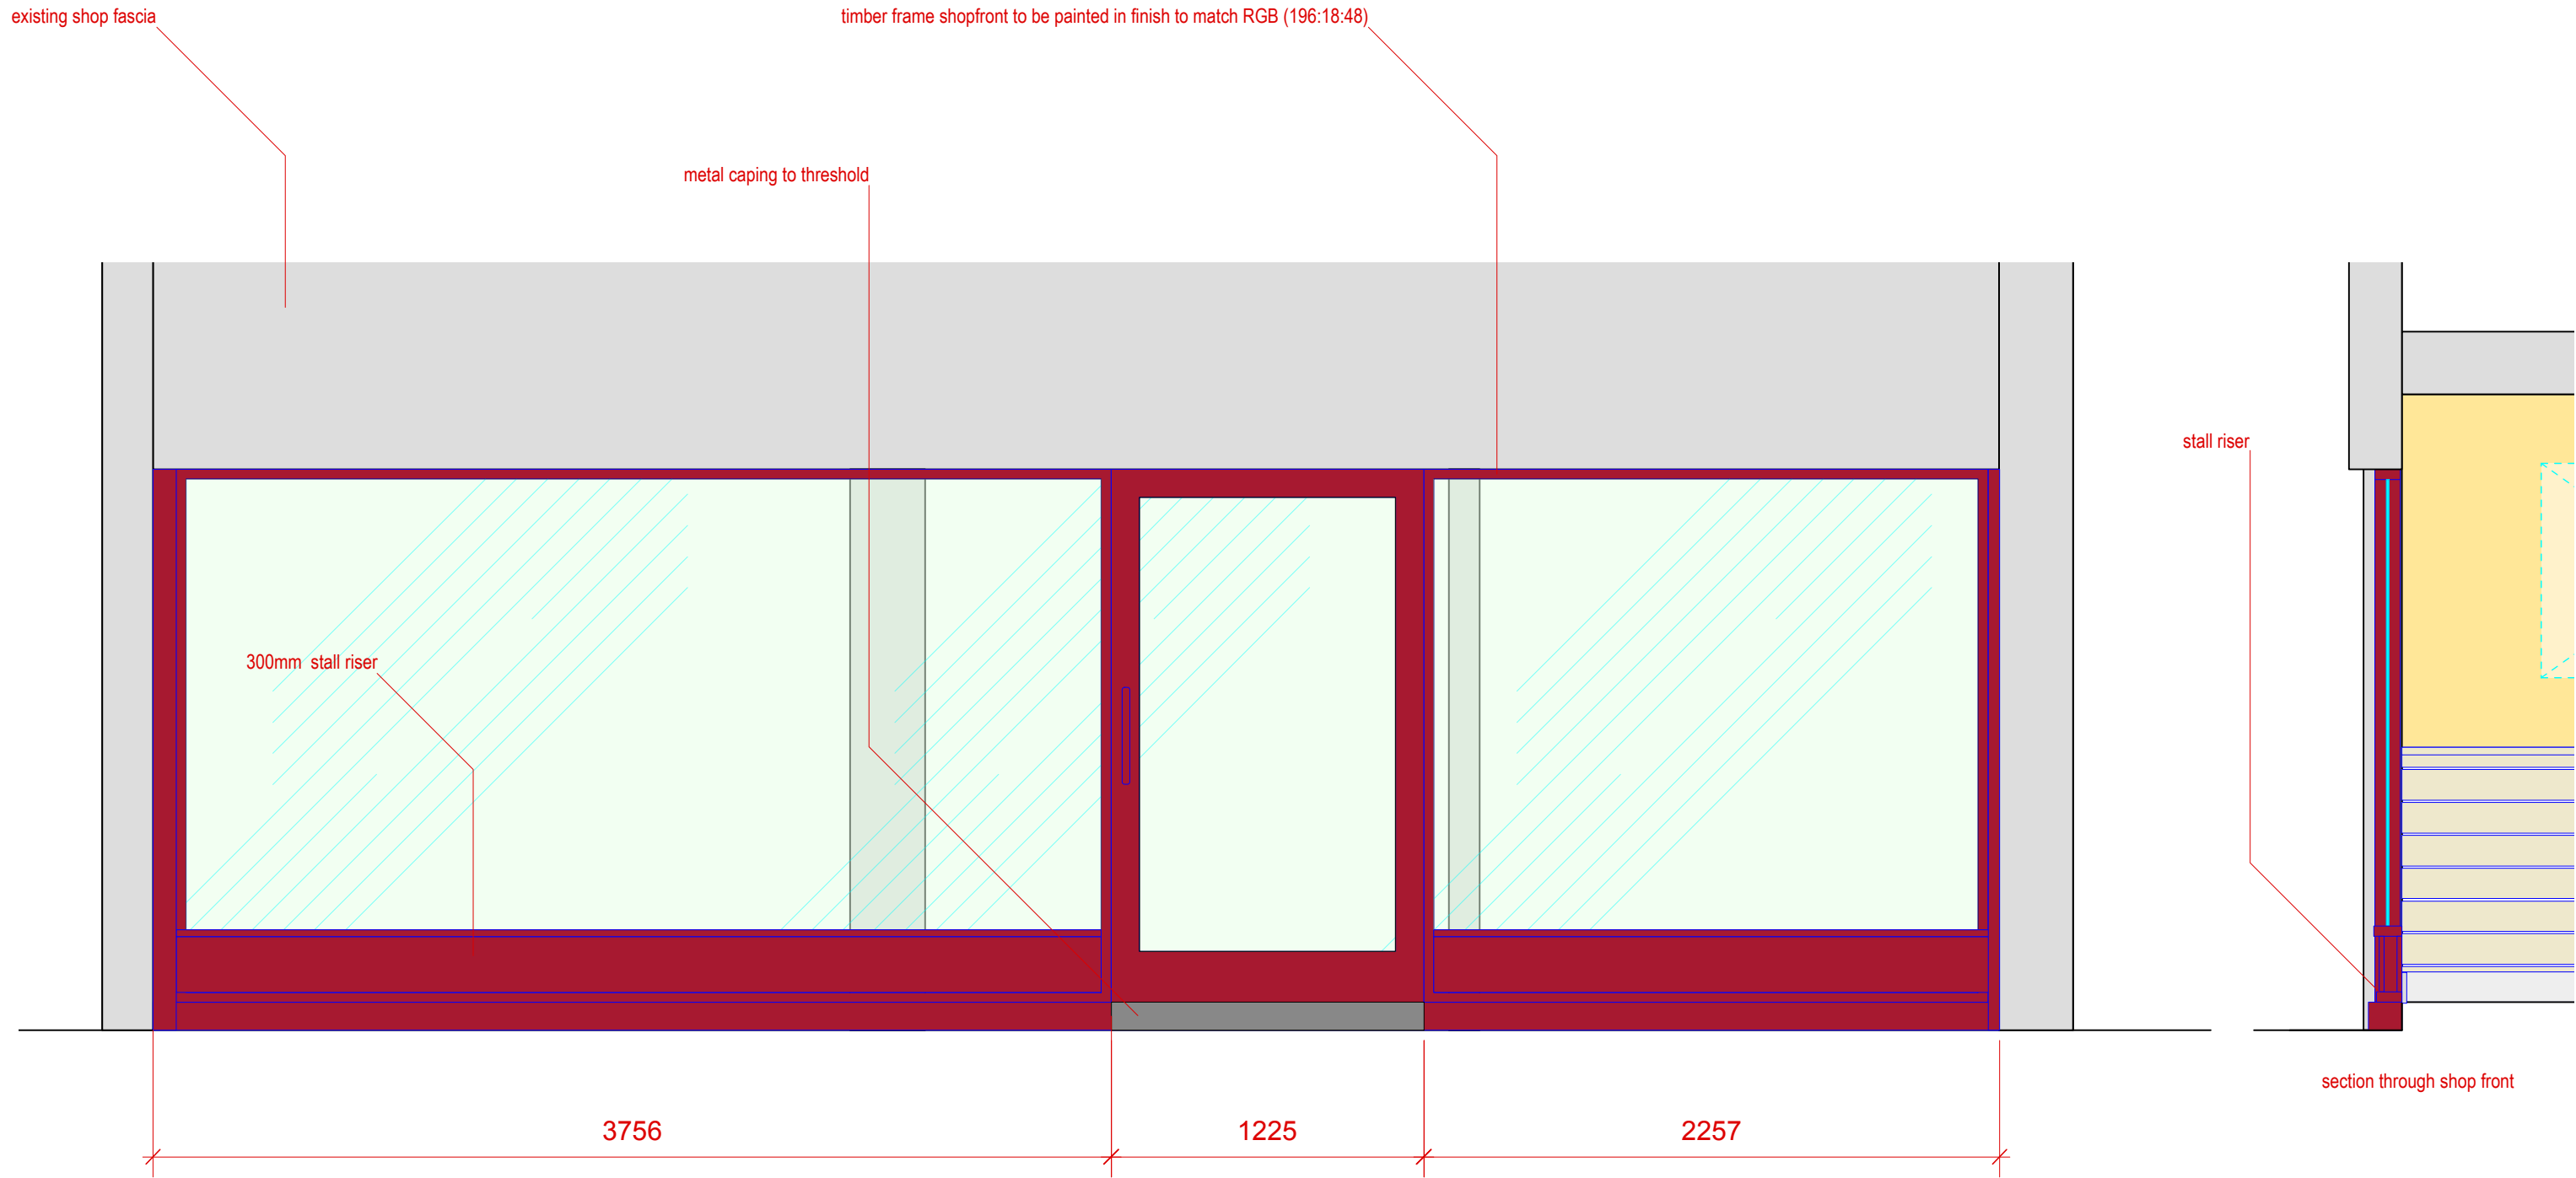 existing shop fascia
timber frame shopfront to be painted in finish to match RGB (196:18:48)
metal caping to threshold
stall riser
300mm  stall riser
section through shop front
3756
1225
2257